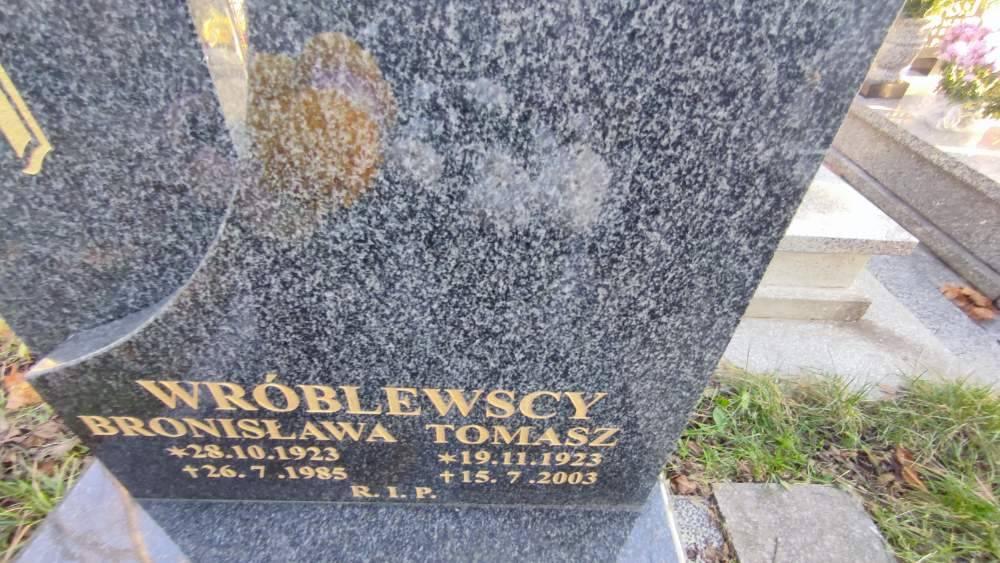 WRÓBLEWSCY
BRONISŁAWA TOMASZ
*28.10.1923 *19.11.1923
†26.7.1985 †15.7.2003
R.I.P.